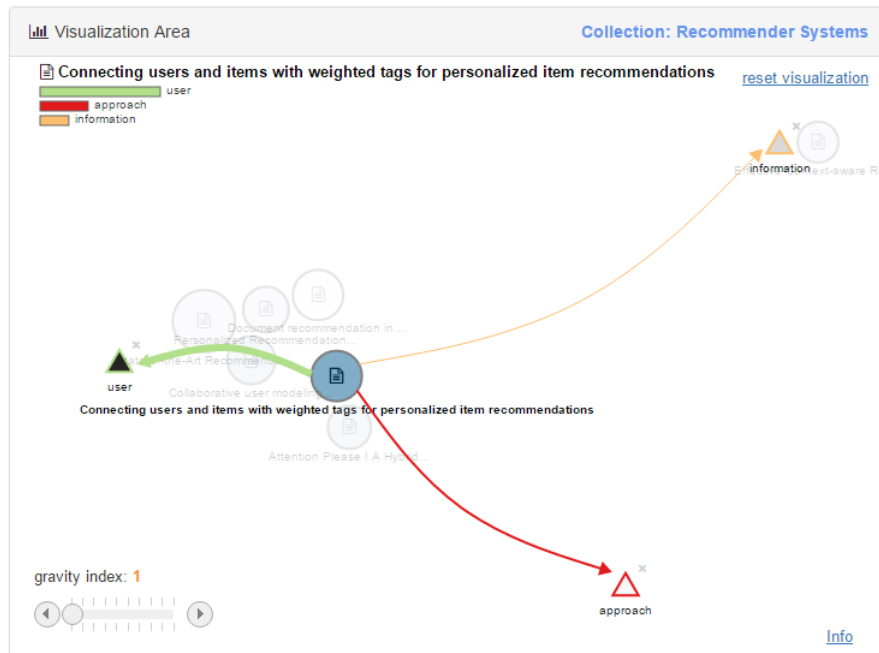 Visualization Area
Collection: Recommender Systems
Connecting users and items with weighted tags for personalized item recommendations
reset visualization
user
approach
information
information
Document recommendation in ...
Personalized Recommendation...
user
Collaborative user modeling
Connecting users and items with weighted tags for personalized item recommendations
Attention Please ! A Hybrid...
gravity index: 1
approach
Info